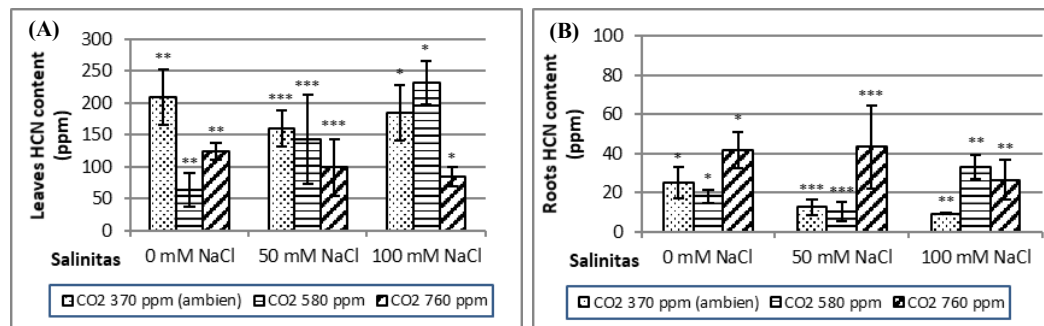 (A)
Leaves HCN content (ppm)
300
250
200
150
100
50
0
** ** ** *** *** *** * * *
Salinitas 0 mM NaCl 50 mM NaCl 100 mM NaCl
CO2 370 ppm (ambien) CO2 580 ppm CO2 760 ppm
(B)
Roots HCN content (ppm)
100
80
60
40
20
0
* * * *** *** *** ** ** **
Salinitas 0 mM NaCl 50 mM NaCl 100 mM NaCl
CO2 370 ppm (ambien) CO2 580 ppm CO2 760 ppm